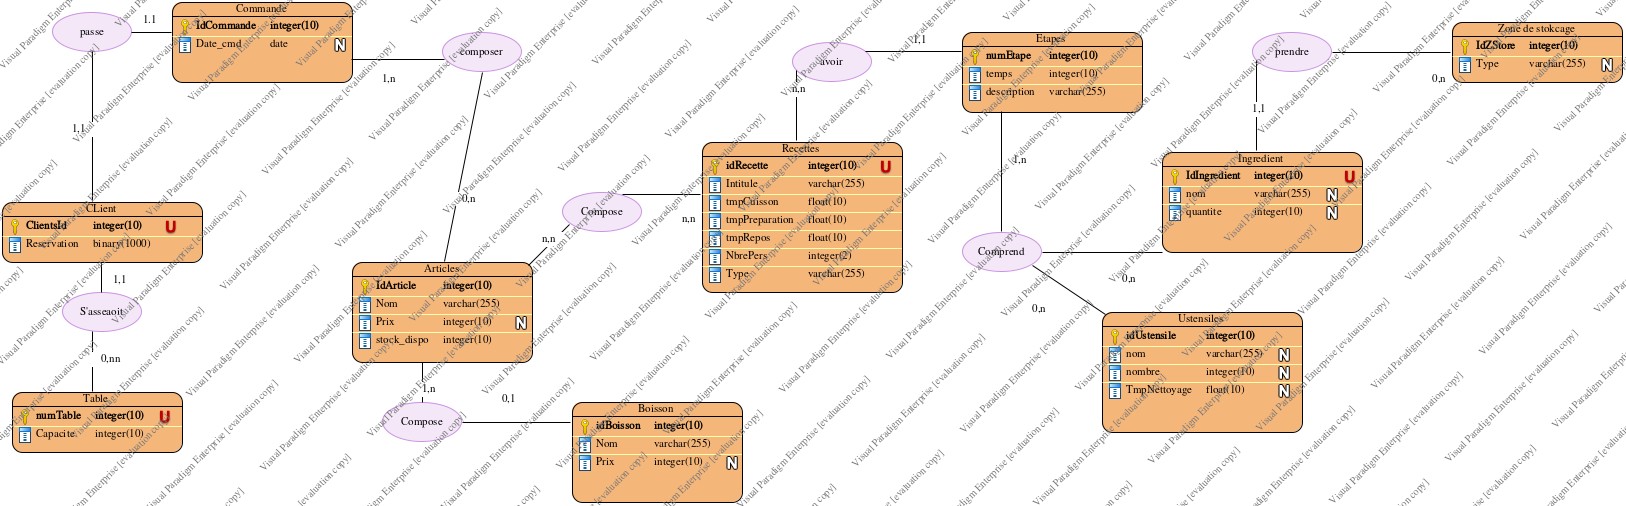 passe
1.1
Commande
IdCommande integer(10)
Date_cmd date N
1,1
1,n
composer
0,n
CLient
ClientsId integer(10) U
Reservation binary(1000)
1,1
S'asseaoit
0,nn
Table
numTable integer(10) U
Capacite integer(10)
Articles
IdArticle integer(10)
Nom varchar(255)
Prix integer(10) N
stock_dispo integer(10)
1,n
Compose
0,1
Boisson
idBoisson integer(10)
Nom varchar(255)
Prix integer(10) N
n,n
Compose
n,n
avoir
1,1
n,n
Recettes
idRecette integer(10) U
Intitule varchar(255)
tmpCuisson float(10)
tmpPreparation float(10)
tmpRepos float(10)
NbrePers integer(2)
Type varchar(255)
Etapes
numEtape integer(10)
temps integer(10)
description varchar(255)
1,n
Comprend
0,n
0,n
prendre
0,n
1,1
Zone de stokcage
IdZStore integer(10)
Type varchar(255) N
Ingredient
IdIngredient integer(10) U
nom varchar(255) N
quantite integer(10) N
Ustensiles
idUstensile integer(10)
nom varchar(255) N
nombre integer(10) N
TmpNettoyage float(10) N
Visual Paradigm Enterprise [evaluation copy]